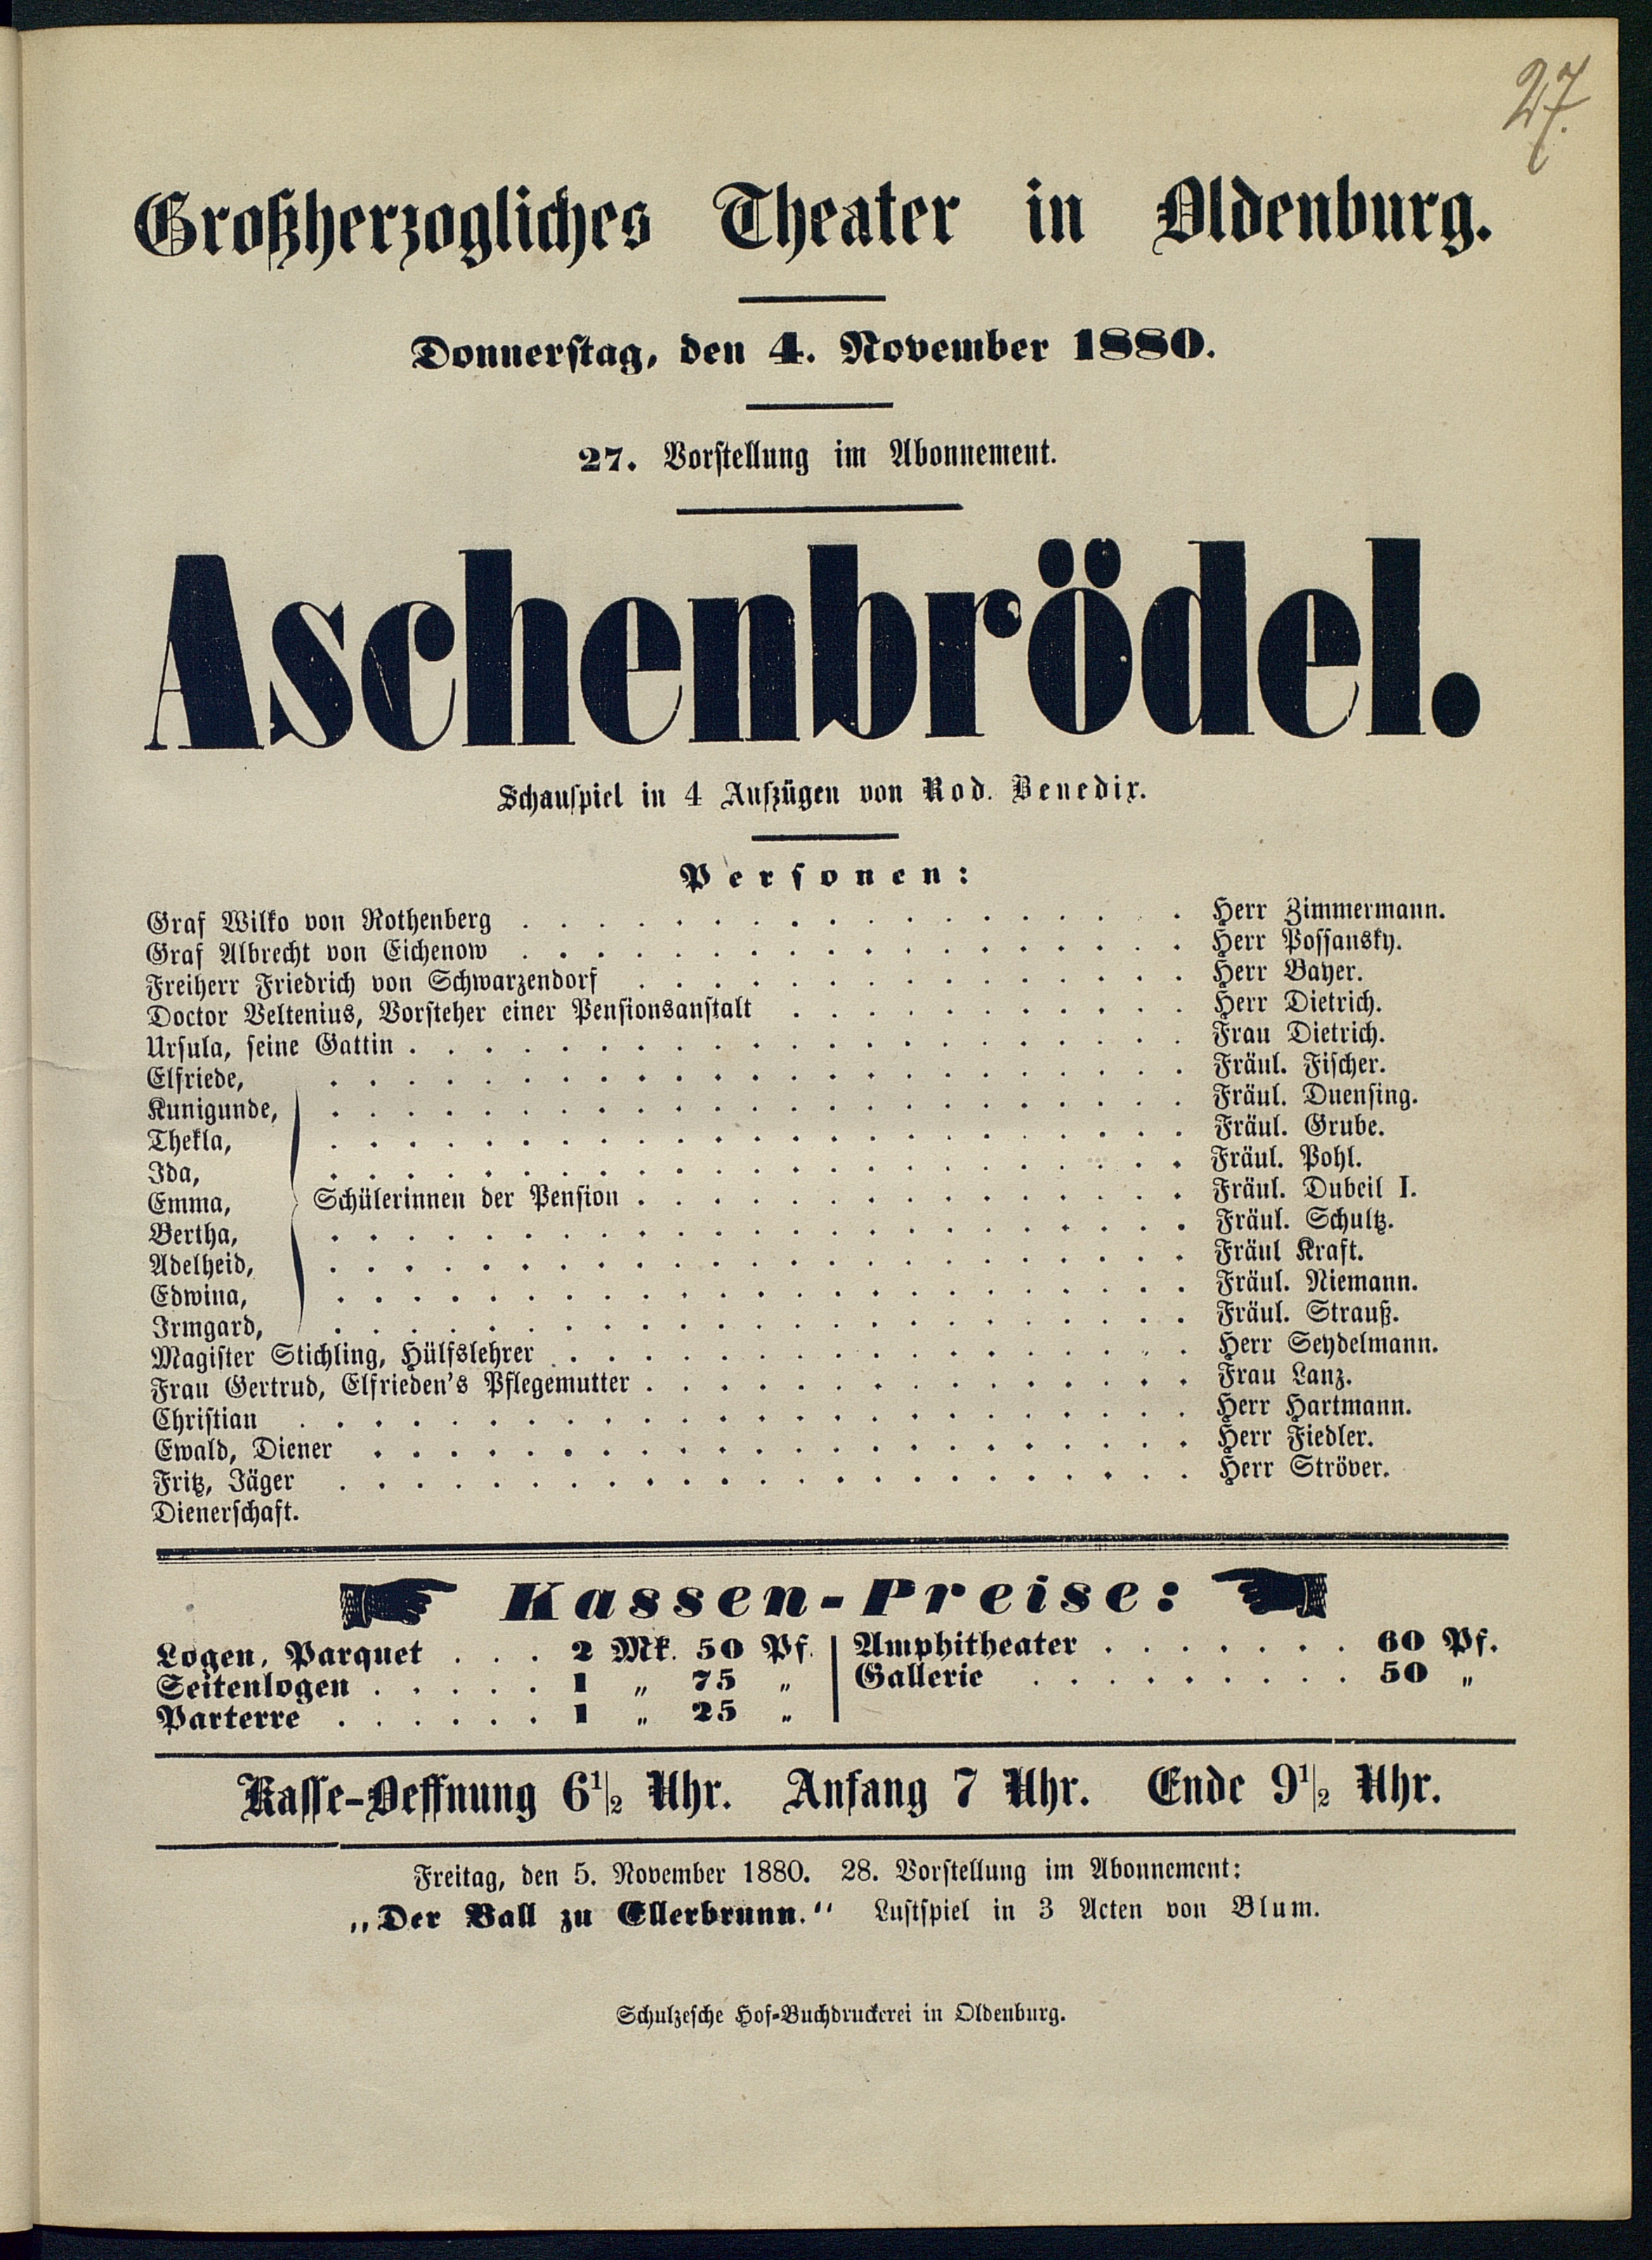 27.
Großherzogliches Theater in Oldenburg.
Donnerstag, den 4. November 1880.
27. Vorstellung im Abonnement.
Aschenbrödel.
Schauspiel in 4 Aufzügen von Rod. Benedix.
Personen:
Graf Wilko von Rothenberg . . . . . . . . . . . . . . . . . . Herr Zimmermann.
Graf Albrecht von Eichenow . . . . . . . . . . . . . . . . . . Herr Possansky.
Freiherr Friedrich von Schwarzendorf . . . . . . . . . . . . . . . Herr Bayer.
Doctor Veltenius, Vorsteher einer Pensionsanstalt . . . . . . . . . . . Herr Dietrich.
Ursula, seine Gattin . . . . . . . . . . . . . . . . . . . . . Frau Dietrich.
Elfriede, . . . . . . . . . . . . . . . . . . . . . . . Fräul. Fischer.
Kunigunde, . . . . . . . . . . . . . . . . . . . . . . . Fräul. Duensing.
Thekla, . . . . . . . . . . . . . . . . . . . . . . . Fräul. Grube.
Ida, . . . . . . . . . . . . . . . . . . . . . . . Fräul. Pohl.
Emma, Schülerinnen der Pension . . . . . . . . . . . . . . . Fräul. Dubeil I.
Bertha, . . . . . . . . . . . . . . . . . . . . . . . Fräul. Schultz.
Adelheid, . . . . . . . . . . . . . . . . . . . . . . . Fräul Kraft.
Edwina, . . . . . . . . . . . . . . . . . . . . . . . Fräul. Niemann.
Irmgard, . . . . . . . . . . . . . . . . . . . . . . . Fräul. Strauß.
Magister Stichling, Hülfslehrer . . . . . . . . . . . . . . . . . Herr Seydelmann.
Frau Gertrud, Elfrieden's Pflegemutter . . . . . . . . . . . . . . . Frau Lanz.
Christian . . . . . . . . . . . . . . . . . . . . . . . . Herr Hartmann.
Ewald, Diener . . . . . . . . . . . . . . . . . . . . . . Herr Fiedler.
Fritz, Jäger . . . . . . . . . . . . . . . . . . . . . . . Herr Ströver.
Dienerschaft.
Kassen-Preise:
Logen, Parquet . . . 2 Mk. 50 Pf.
Seitenlogen . . . . . 1 „ 75 „
Parterre . . . . . . 1 „ 25 „
Amphitheater . . . . . . . 60 Pf.
Gallerie . . . . . . . . . 50 „
Kasse-Oeffnung 6 1/2 Uhr. Anfang 7 Uhr. Ende 9 1/2 Uhr.
Freitag, den 5. November 1880. 28. Vorstellung im Abonnement:
„Der Ball zu Ellerbrunn." Lustspiel in 3 Acten von Blum.
Schulzesche Hof-Buchdruckerei in Oldenburg.